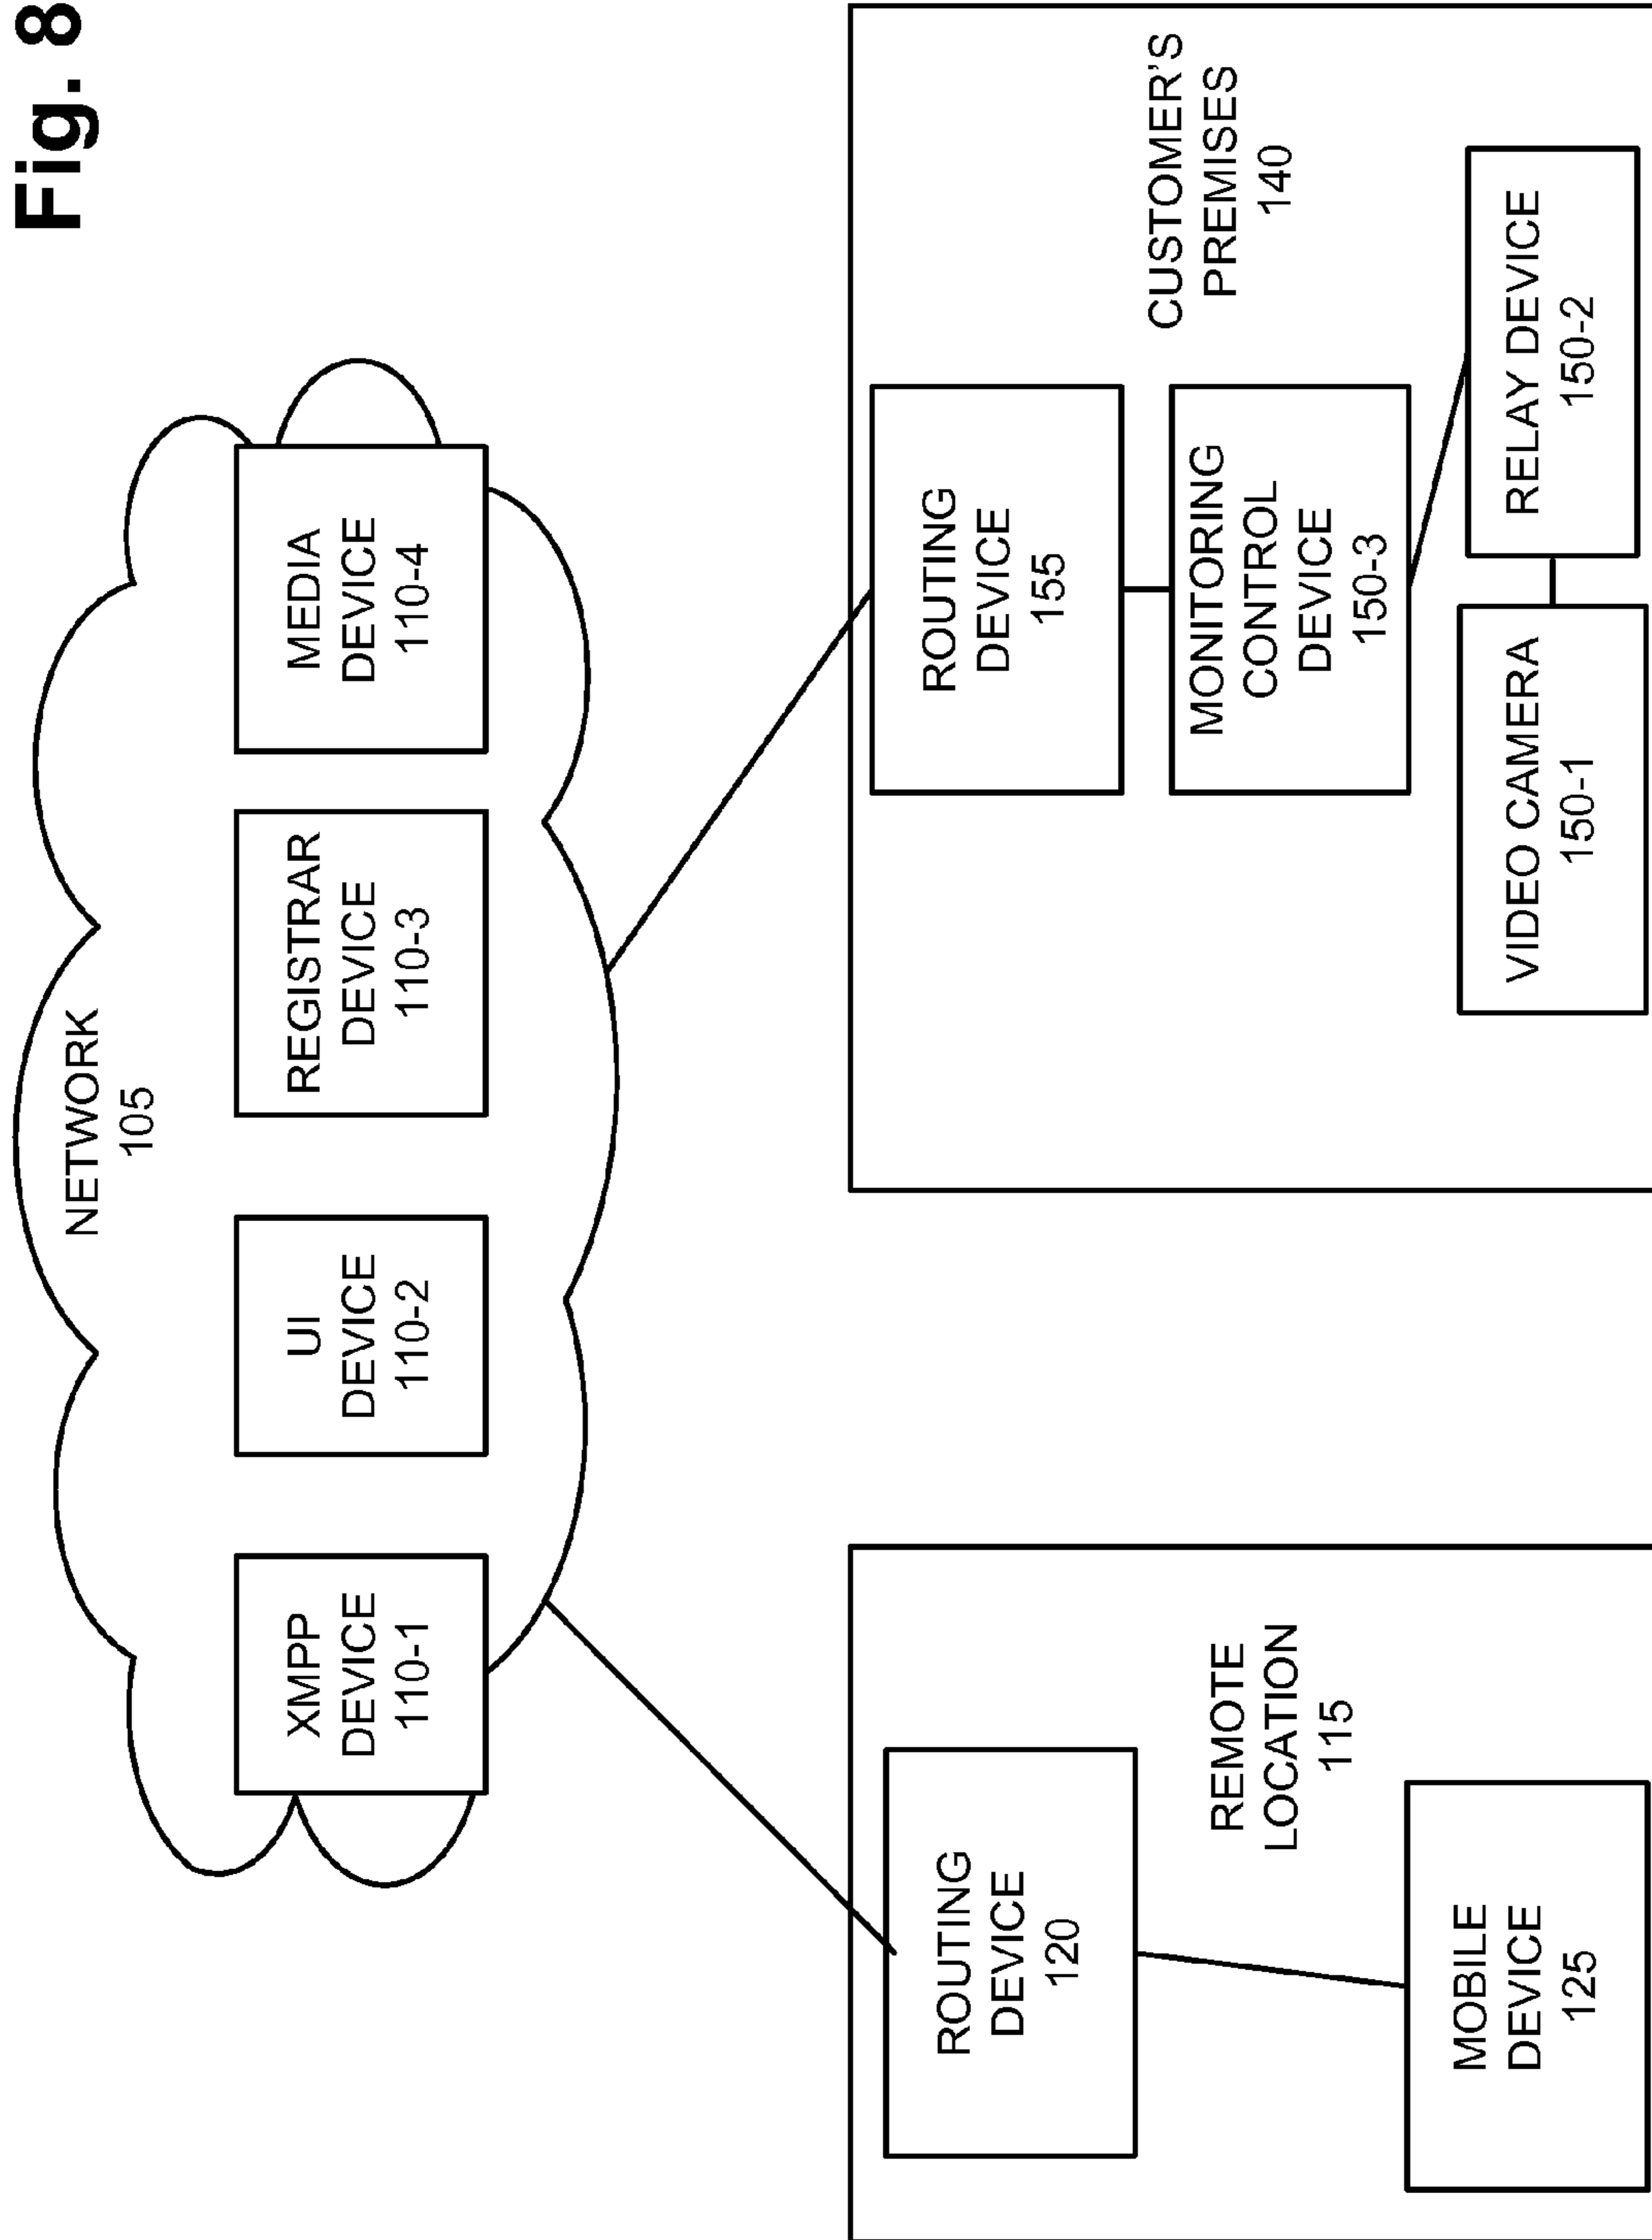 Fig. 8
NETWORK
105
XMPP
DEVICE
110-1
UI
DEVICE
110-2
REGISTRAR
DEVICE
110-3
MEDIA
DEVICE
110-4
ROUTING
DEVICE
120
REMOTE
LOCATION
115
MOBILE
DEVICE
125
ROUTING
DEVICE
155
CUSTOMER'S
PREMISES
140
MONITORING
CONTROL
DEVICE
150-3
VIDEO CAMERA
150-1
RELAY DEVICE
150-2